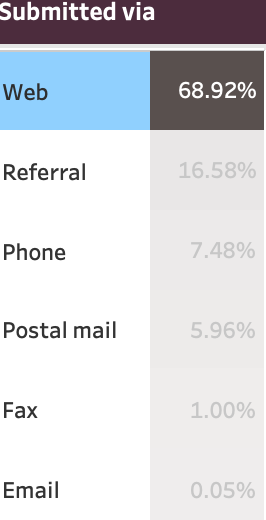 Submitted via
Web 68.92%
Referral 16.58%
Phone 7.48%
Postal mail 5.96%
Fax 1.00%
Email 0.05%